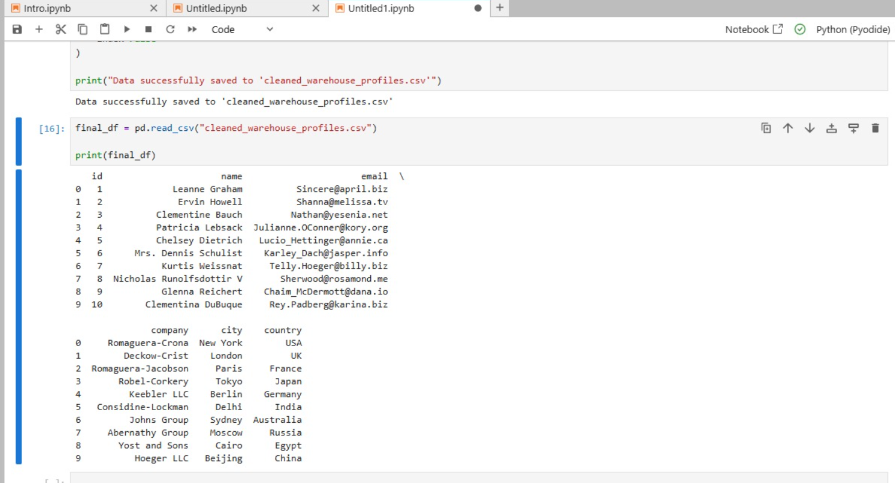 Intro.ipynb
Untitled.ipynb
Untitled1.ipynb
Code
Notebook
Python (Pyodide)
)
print("Data successfully saved to 'cleaned_warehouse_profiles.csv'")
Data successfully saved to 'cleaned_warehouse_profiles.csv'
[16]: final_df = pd.read_csv("cleaned_warehouse_profiles.csv")
print(final_df)
id name email \
0 1 Leanne Graham Sincere@april.biz
1 2 Ervin Howell Shanna@melissa.tv
2 3 Clementine Bauch Nathan@yesenia.net
3 4 Patricia Lebsack Julianne.OConner@kory.org
4 5 Chelsey Dietrich Lucio_Hettinger@annie.ca
5 6 Mrs. Dennis Schulist Karley_Dach@jasper.info
6 7 Kurtis Weissnat Telly.Hoeger@billy.biz
7 8 Nicholas Runolfsdottir V Sherwood@rosamond.me
8 9 Glenna Reichert Chaim_McDermott@dana.io
9 10 Clementina DuBuque Rey.Padberg@karina.biz
company city country
0 Romaguera-Crona New York USA
1 Deckow-Crist London UK
2 Romaguera-Jacobson Paris France
3 Robel-Corkery Tokyo Japan
4 Keebler LLC Berlin Germany
5 Considine-Lockman Delhi India
6 Johns Group Sydney Australia
7 Abernathy Group Moscow Russia
8 Yost and Sons Cairo Egypt
9 Hoeger LLC Beijing China